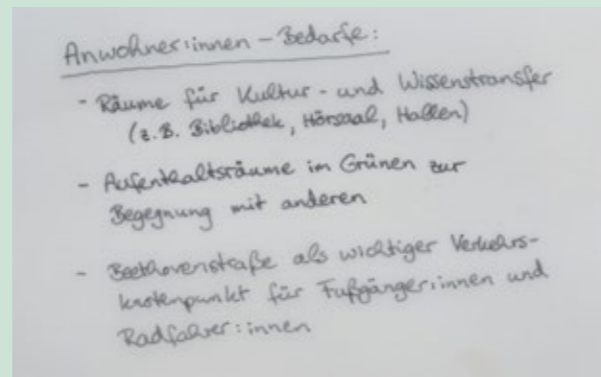 Anwohner:innen - Bedarfe:
- Räume für Kultur- und Wissenstransfer
(z.B. Bibliothek, Hörsaal, Hallen)
- Aufenthaltsräume im Grünen zur
Begegnung mit anderen
- Beethovenstraße als wichtiger Verkehrs-
knotenpunkt für Fußgänger:innen und
Radfahrer:innen